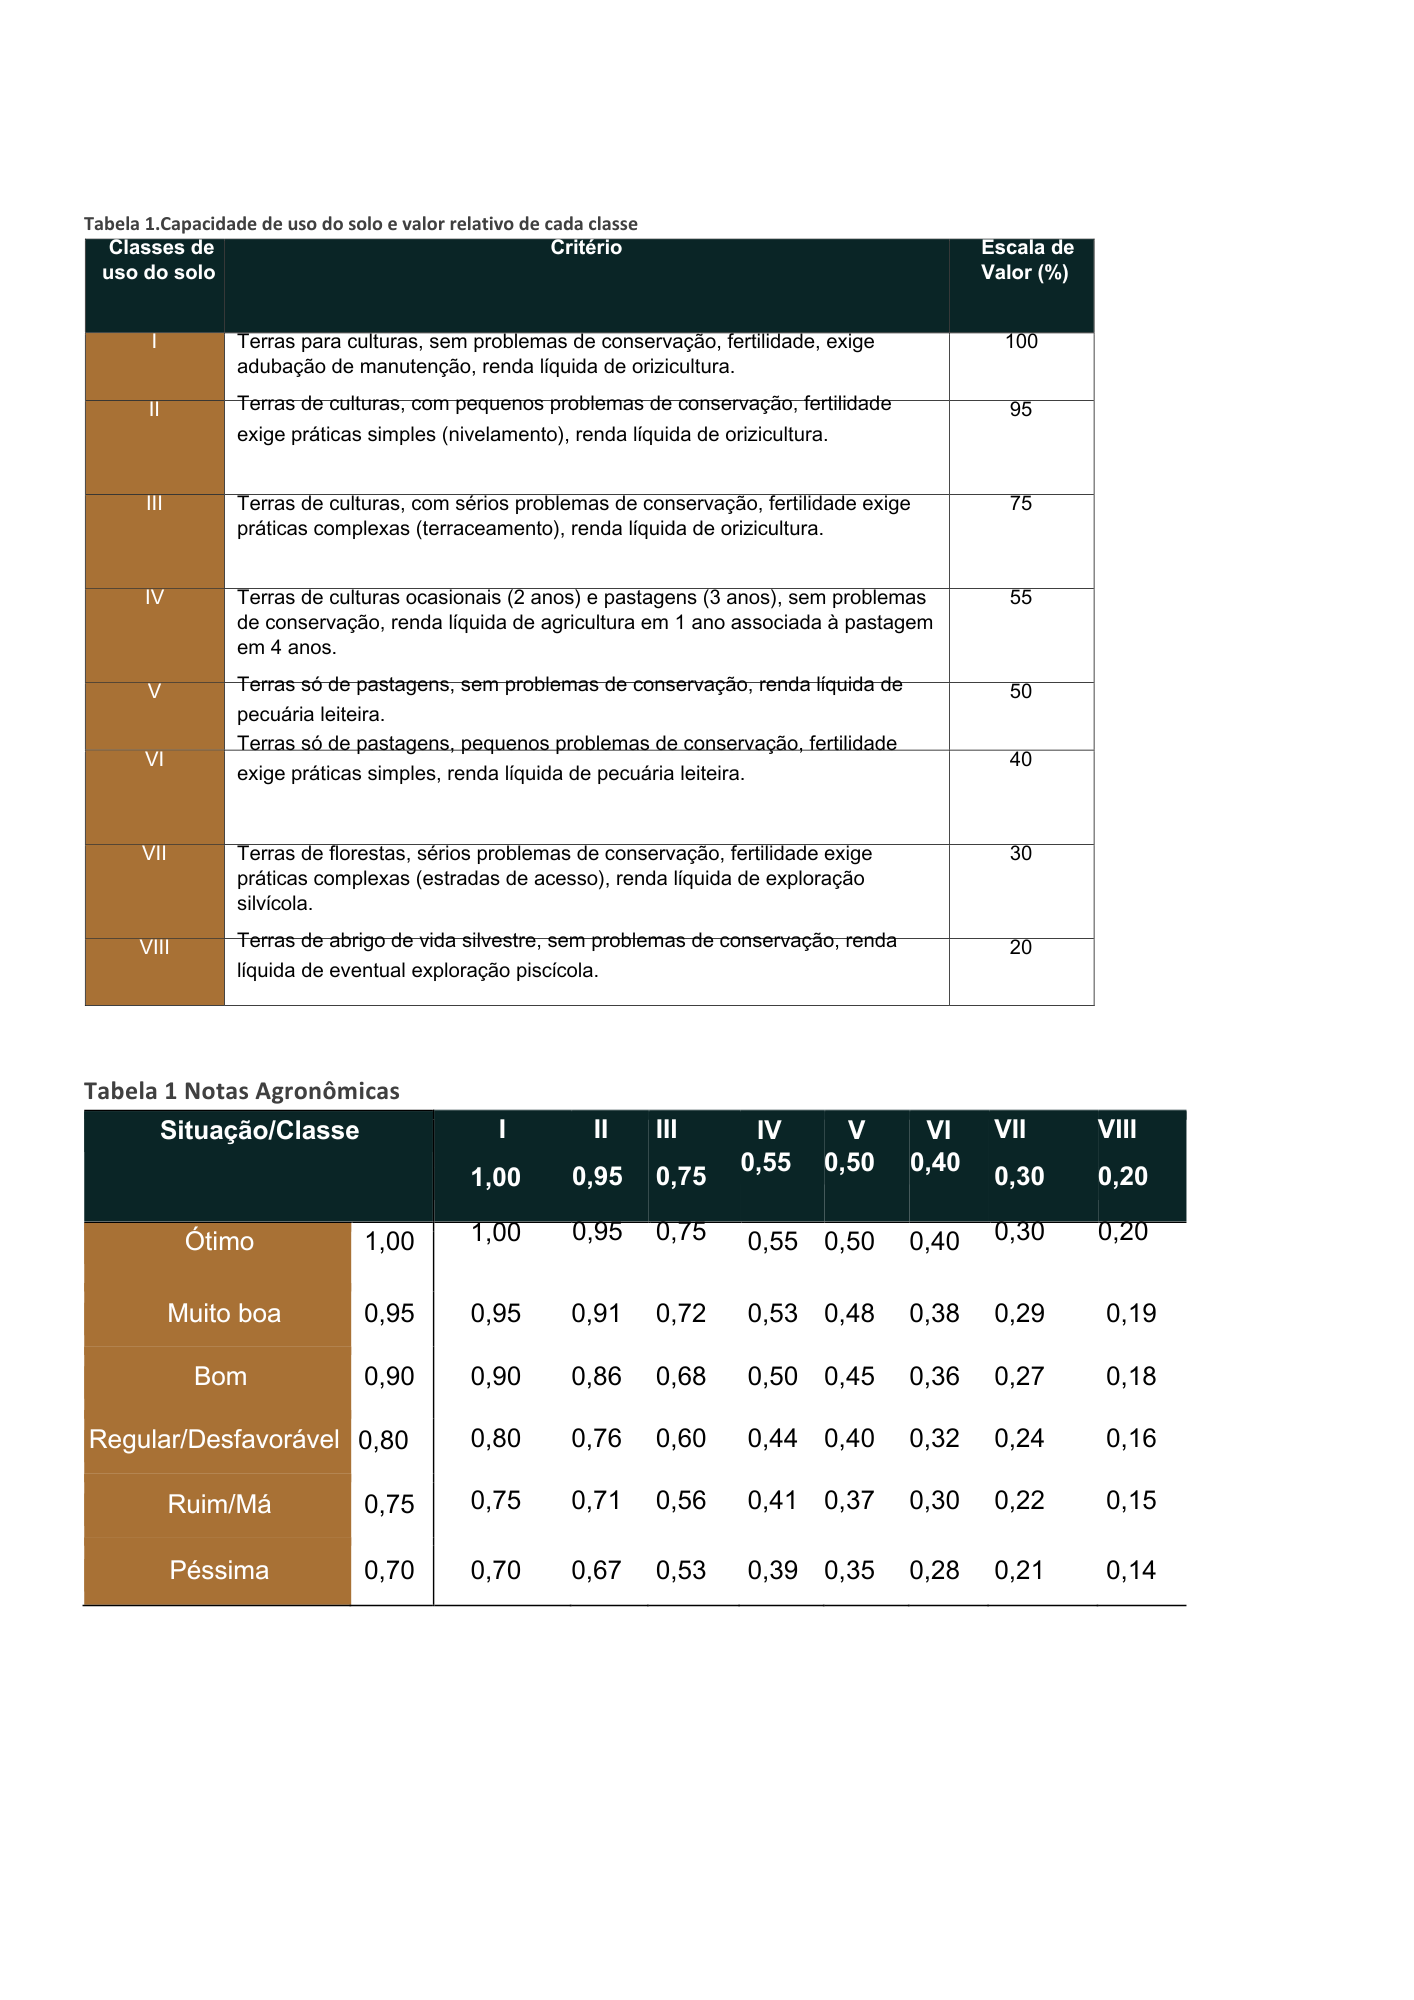 Tabela 1.Capacidade de uso do solo e valor relativo de cada classe
Classes de uso do solo Critério Escala de Valor (%)
I Terras para culturas, sem problemas de conservação, fertilidade, exige 100
adubação de manutenção, renda líquida de orizicultura.
II Terras de culturas, com pequenos problemas de conservação, fertilidade 95
exige práticas simples (nivelamento), renda líquida de orizicultura.
III Terras de culturas, com sérios problemas de conservação, fertilidade exige 75
práticas complexas (terraceamento), renda líquida de orizicultura.
IV Terras de culturas ocasionais (2 anos) e pastagens (3 anos), sem problemas 55
de conservação, renda líquida de agricultura em 1 ano associada à pastagem
em 4 anos.
V Terras só de pastagens, sem problemas de conservação, renda líquida de 50
pecuária leiteira.
VI Terras só de pastagens, pequenos problemas de conservação, fertilidade 40
exige práticas simples, renda líquida de pecuária leiteira.
VII Terras de florestas, sérios problemas de conservação, fertilidade exige 30
práticas complexas (estradas de acesso), renda líquida de exploração
silvícola.
VIII Terras de abrigo de vida silvestre, sem problemas de conservação, renda 20
líquida de eventual exploração piscícola.
Tabela 1 Notas Agronômicas
Situação/Classe I II III IV V VI VII VIII
1,00 0,95 0,75 0,55 0,50 0,40 0,30 0,20
Ótimo 1,00 1,00 0,95 0,75 0,55 0,50 0,40 0,30 0,20
Muito boa 0,95 0,95 0,91 0,72 0,53 0,48 0,38 0,29 0,19
Bom 0,90 0,90 0,86 0,68 0,50 0,45 0,36 0,27 0,18
Regular/Desfavorável 0,80 0,80 0,76 0,60 0,44 0,40 0,32 0,24 0,16
Ruim/Má 0,75 0,75 0,71 0,56 0,41 0,37 0,30 0,22 0,15
Péssima 0,70 0,70 0,67 0,53 0,39 0,35 0,28 0,21 0,14